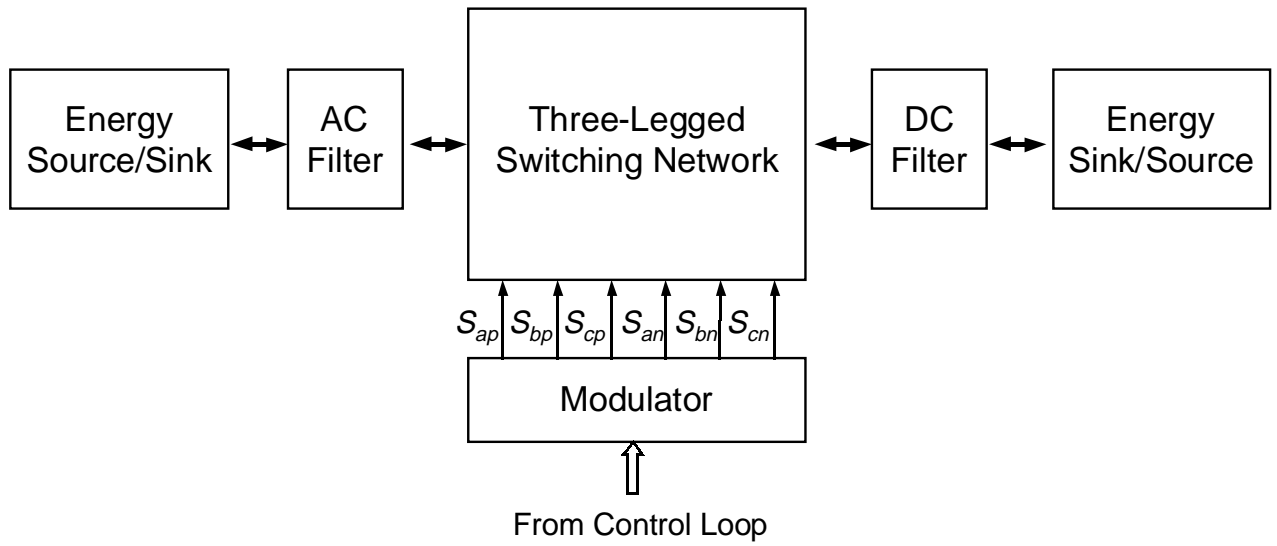 Energy
Source/Sink
AC
Filter
Three-Legged
Switching Network
DC
Filter
Energy
Sink/Source
Sap Sbp Scp San Sbn Scn
Modulator
From Control Loop